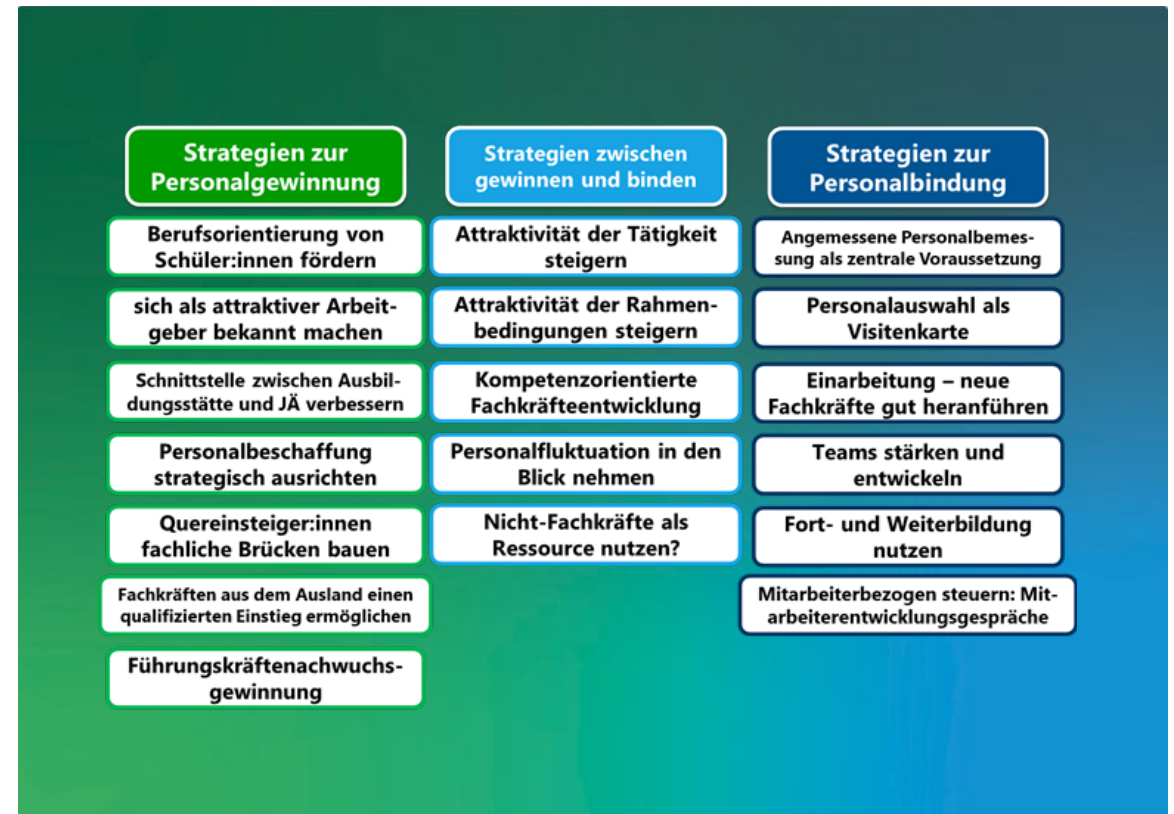 Strategien zur
Personalgewinnung
Berufsorientierung von
Schüler:innen fördern
sich als attraktiver Arbeit-
geber bekannt machen
Schnittstelle zwischen Ausbil-
dungsstätte und JÄ verbessern
Personalbeschaffung
strategisch ausrichten
Quereinsteiger:innen
fachliche Brücken bauen
Fachkräften aus dem Ausland einen
qualifizierten Einstieg ermöglichen
Führungskräftenachwuchs-
gewinnung
Strategien zwischen
gewinnen und binden
Attraktivität der Tätigkeit
steigern
Attraktivität der Rahmen-
bedingungen steigern
Kompetenzorientierte
Fachkräfteentwicklung
Personalfluktuation in den
Blick nehmen
Nicht-Fachkräfte als
Ressource nutzen?
Strategien zur
Personalbindung
Angemessene Personalbemes-
sung als zentrale Voraussetzung
Personalauswahl als
Visitenkarte
Einarbeitung – neue
Fachkräfte gut heranführen
Teams stärken und
entwickeln
Fort- und Weiterbildung
nutzen
Mitarbeiterbezogen steuern: Mit-
arbeiterentwicklungsgespräche